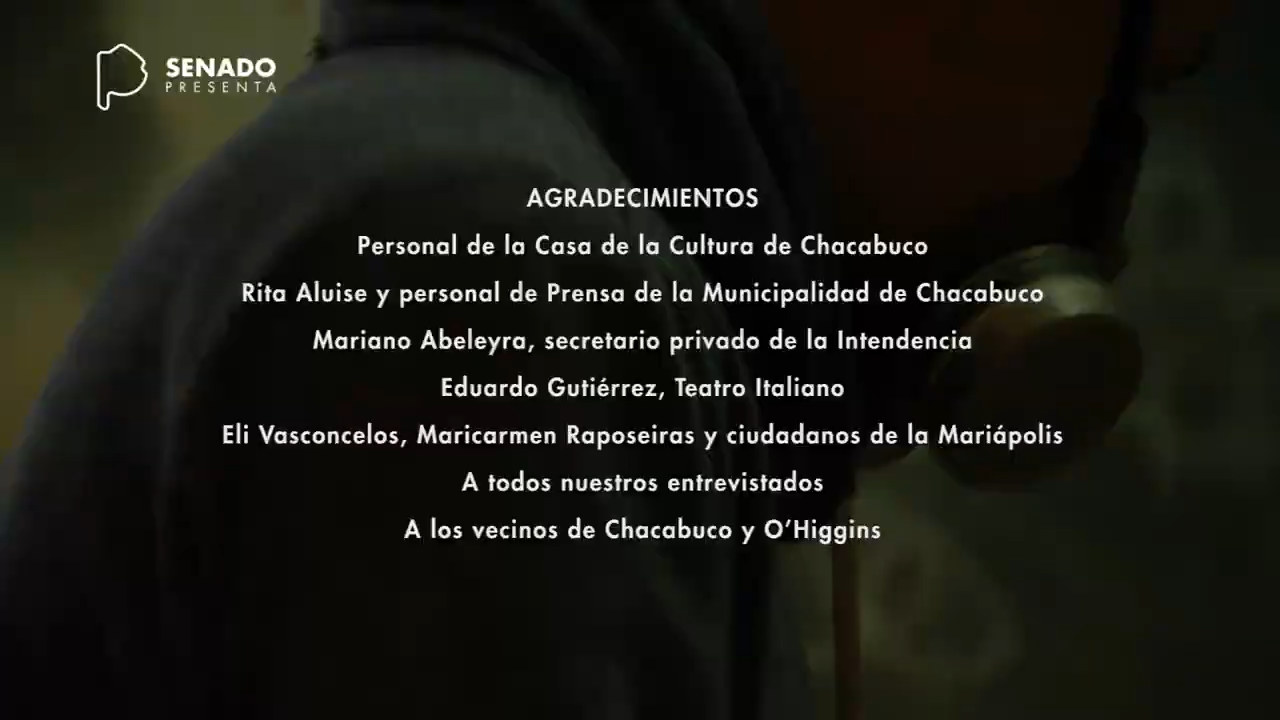 SENADO
PRESENTA
AGRADECIMIENTOS
Personal de la Casa de la Cultura de Chacabuco
Rita Aluise y personal de Prensa de la Municipalidad de Chacabuco
Mariano Abeleyra, secretario privado de la Intendencia
Eduardo Gutiérrez, Teatro Italiano
Eli Vasconcelos, Maricarmen Raposeiras y ciudadanos de la Mariápolis
A todos nuestros entrevistados
A los vecinos de Chacabuco y O’Higgins